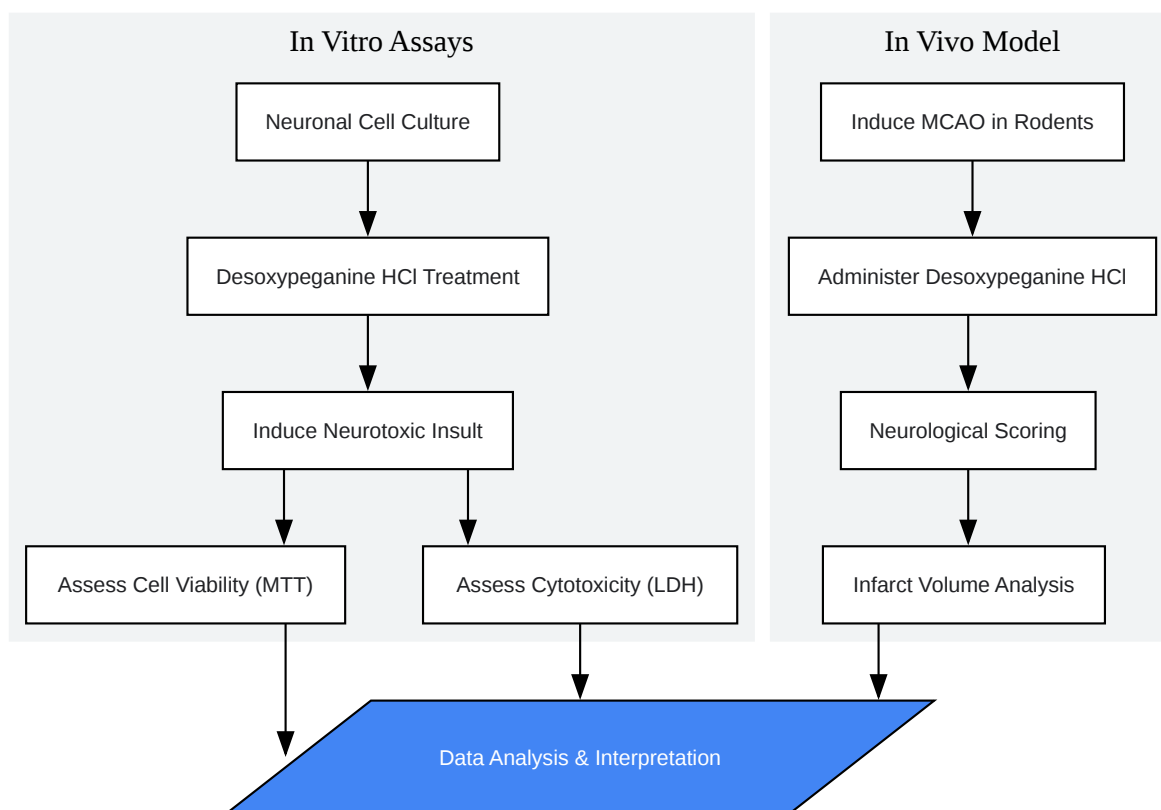 In Vitro Assays
Neuronal Cell Culture
Desoxypeganine HCl Treatment
Induce Neurotoxic Insult
Assess Cell Viability (MTT)
Assess Cytotoxicity (LDH)
In Vivo Model
Induce MCAO in Rodents
Administer Desoxypeganine HCl
Neurological Scoring
Infarct Volume Analysis
Data Analysis & Interpretation